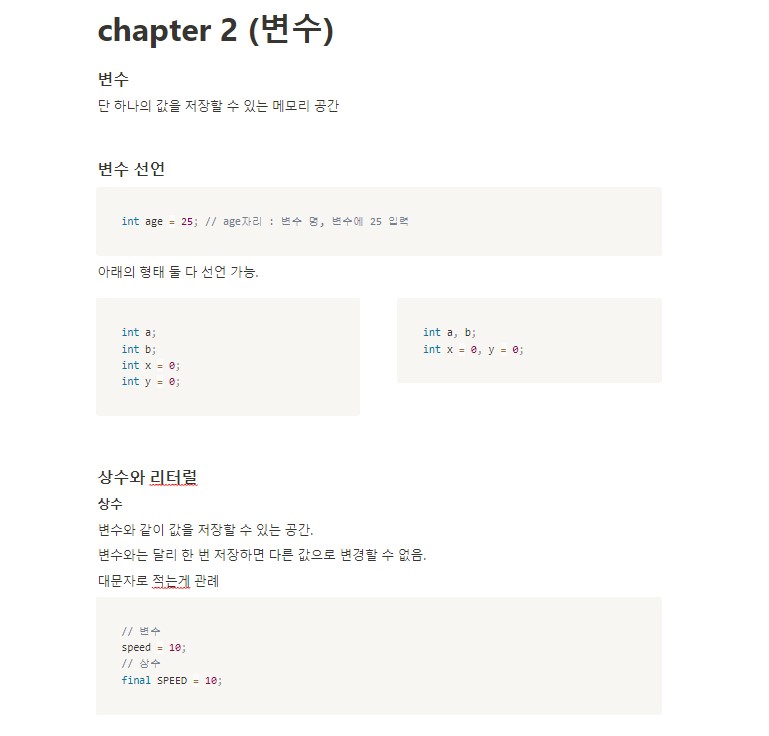 chapter 2 (변수)
변수
단 하나의 값을 저장할 수 있는 메모리 공간
변수 선언
int age = 25; // age자리 : 변수 명, 변수에 25 입력
아래의 형태 둘 다 선언 가능.
int a;
int b;
int x = 0;
int y = 0;
int a, b;
int x = 0, y = 0;
상수와 리터럴
상수
변수와 같이 값을 저장할 수 있는 공간.
변수와는 달리 한 번 저장하면 다른 값으로 변경할 수 없음.
대문자로 적는게 관례
// 변수
speed = 10;
// 상수
final SPEED = 10;